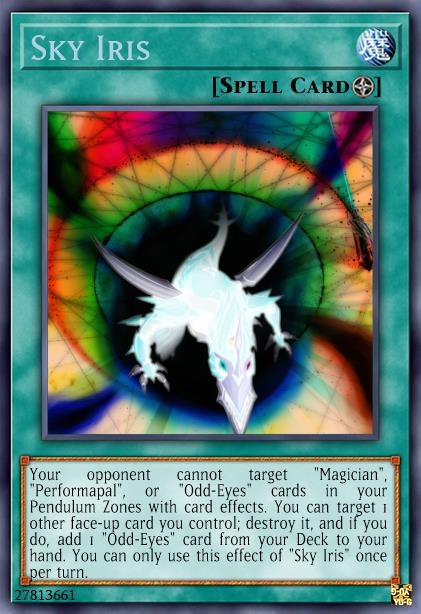 Sky Iris
魔
[Spell Card]
Your opponent cannot target "Magician",
"Performapal", or "Odd-Eyes" cards in your
Pendulum Zones with card effects. You can target 1
other face-up card you control; destroy it, and if you
do, add 1 "Odd-Eyes" card from your Deck to your
hand. You can only use this effect of "Sky Iris" once
per turn.
27813661